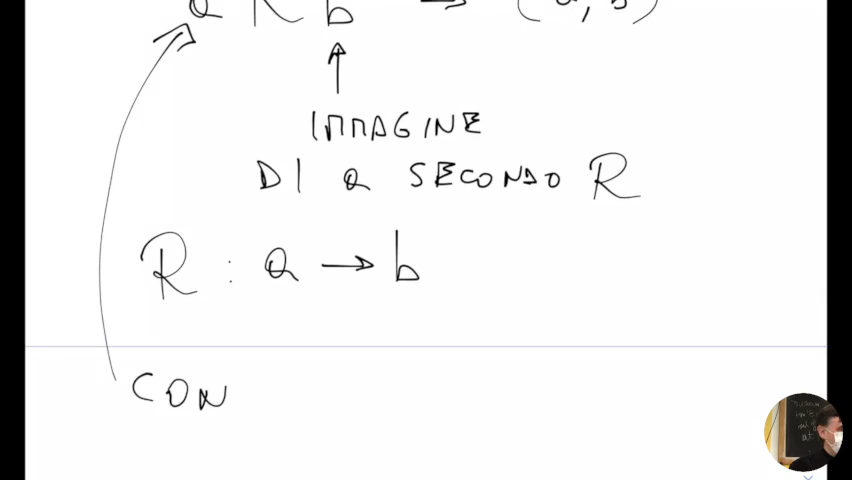 a R b → (a, b)
↑
IMMAGINE
DI a SECONDO R
R : a → b
CON